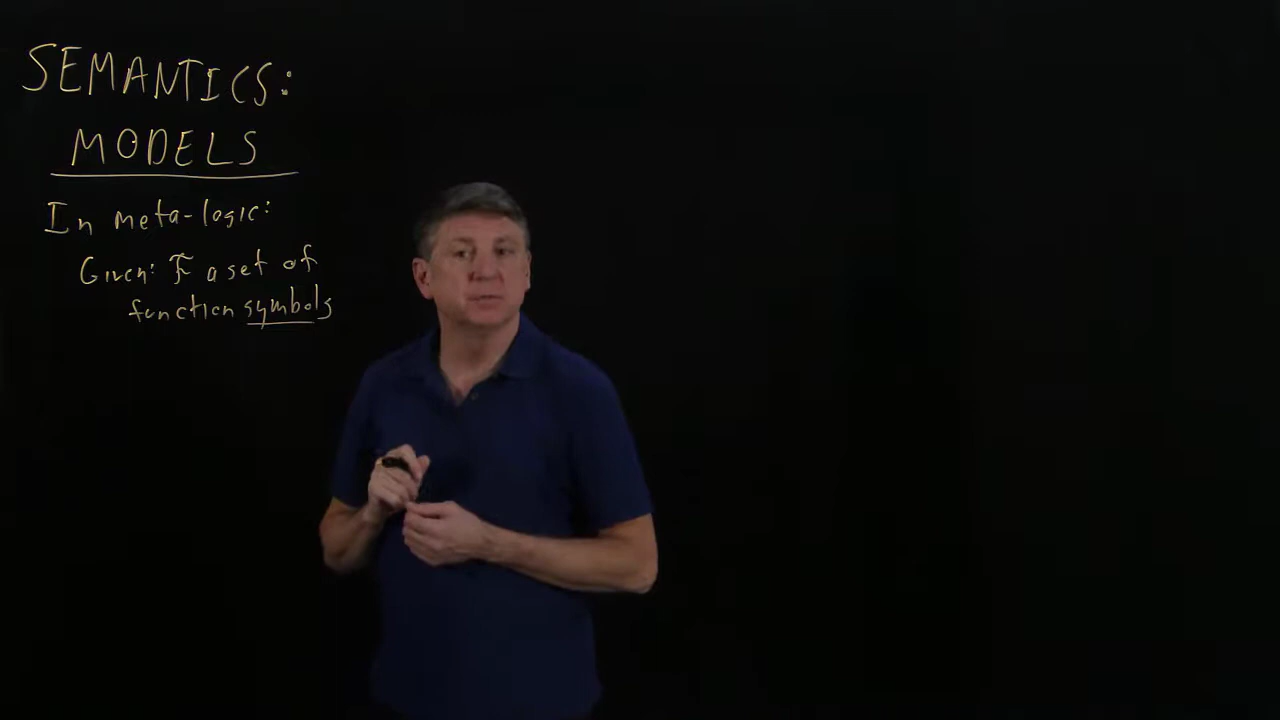 SEMANTICS:
MODELS
In meta-logic:
Given: F a set of
function symbols